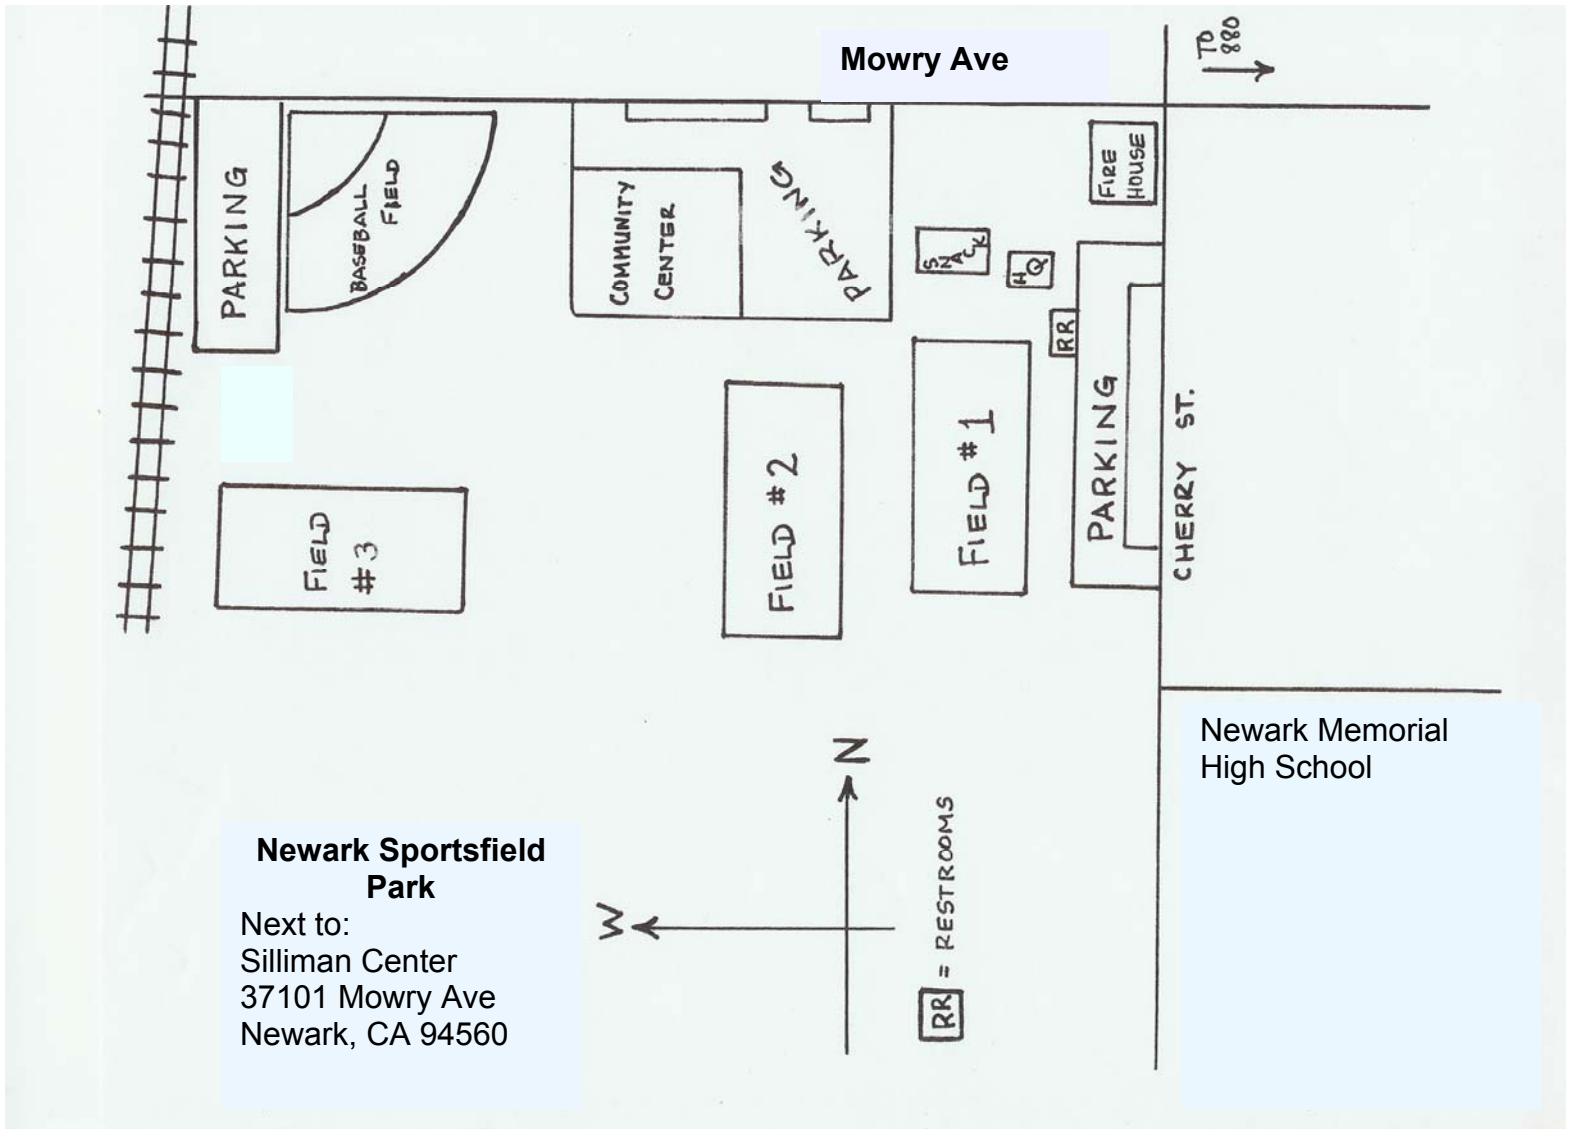 Mowry Ave
TO
880
PARKING
BASEBALL
FIELD
COMMUNITY
CENTER
PARKING
SNACK
HQ
FIRE
HOUSE
RR
PARKING
CHERRY ST.
FIELD #1
FIELD #2
FIELD
#3
Newark Memorial
High School
N
W
RR = RESTROOMS
Newark Sportsfield
Park
Next to:
Silliman Center
37101 Mowry Ave
Newark, CA 94560